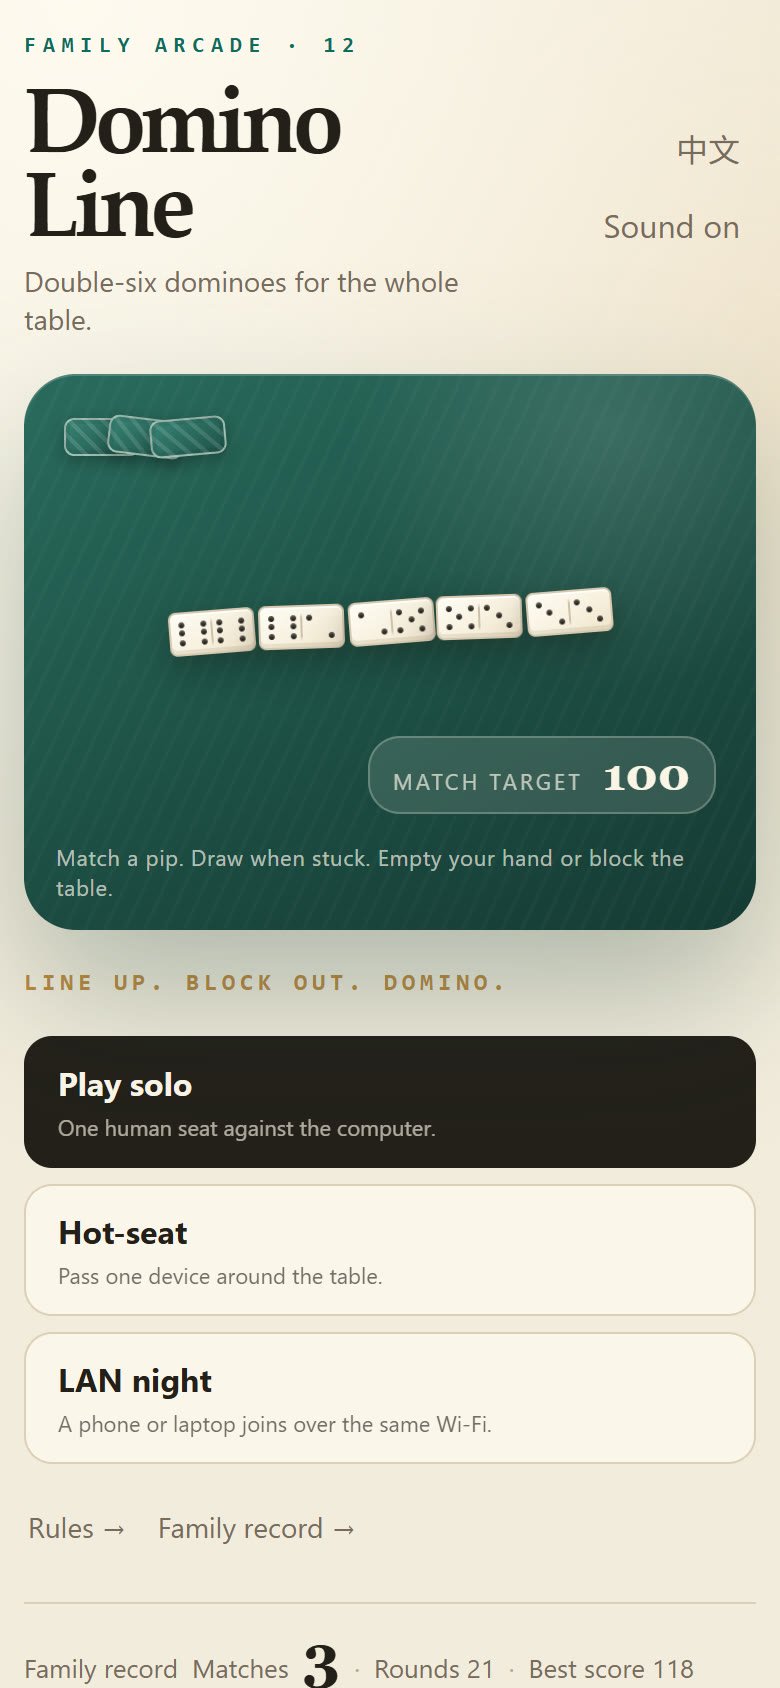 FAMILY ARCADE · 12
Domino
Line
中文
Sound on
Double-six dominoes for the whole
table.
MATCH TARGET 100
Match a pip. Draw when stuck. Empty your hand or block the
table.
LINE UP. BLOCK OUT. DOMINO.
Play solo
One human seat against the computer.
Hot-seat
Pass one device around the table.
LAN night
A phone or laptop joins over the same Wi-Fi.
Rules → Family record →
Family record Matches 3 · Rounds 21 · Best score 118